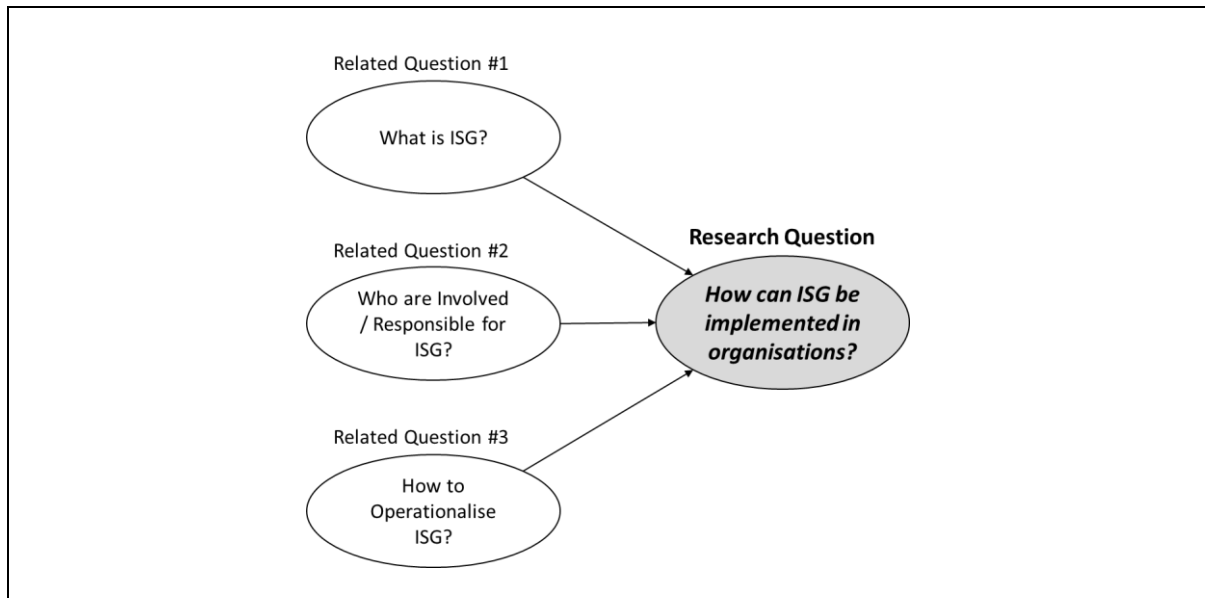 Related Question #1
What is ISG?
Related Question #2
Who are Involved
/ Responsible for
ISG?
Related Question #3
How to
Operationalise
ISG?
Research Question
How can ISG be
implemented in
organisations?